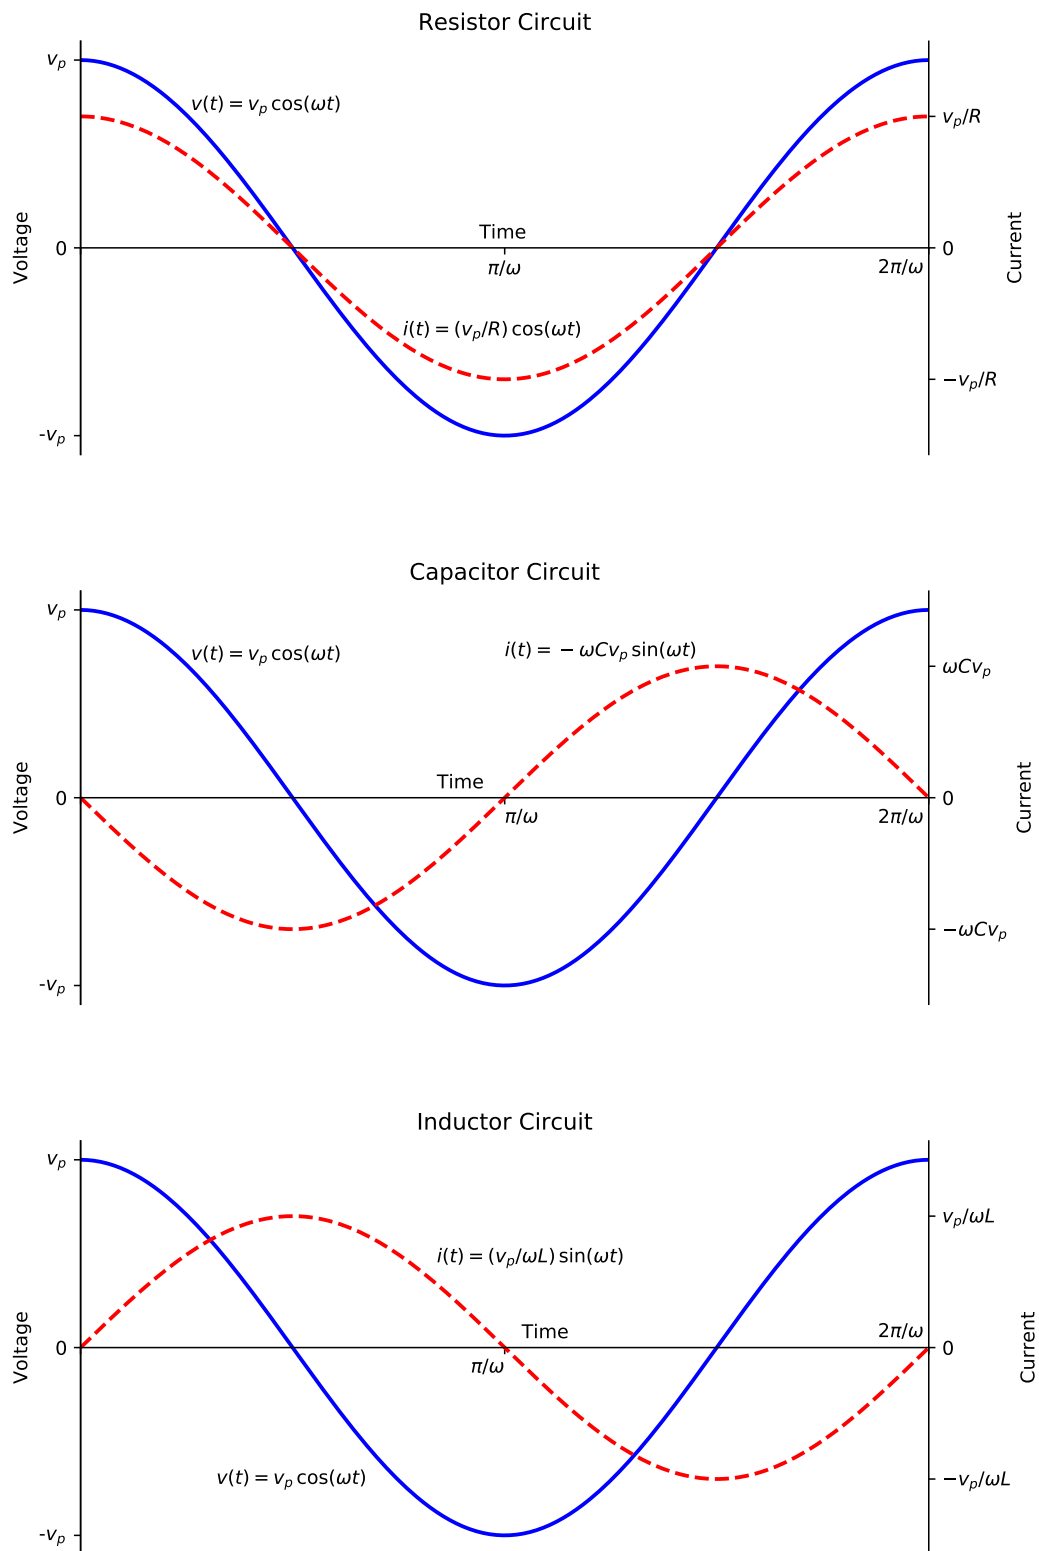 Resistor Circuit
v_p
v(t) = v_p cos(ωt)
v_p/R
Voltage
0
Time
π/ω
2π/ω
0
Current
i(t) = (v_p/R) cos(ωt)
−v_p/R
-v_p
Capacitor Circuit
v_p
v(t) = v_p cos(ωt)
i(t) = −ωCv_p sin(ωt)
ωCv_p
Voltage
0
Time
π/ω
2π/ω
0
Current
−ωCv_p
-v_p
Inductor Circuit
v_p
v_p/ωL
i(t) = (v_p/ωL) sin(ωt)
Voltage
0
Time
π/ω
2π/ω
0
Current
v(t) = v_p cos(ωt)
−v_p/ωL
-v_p